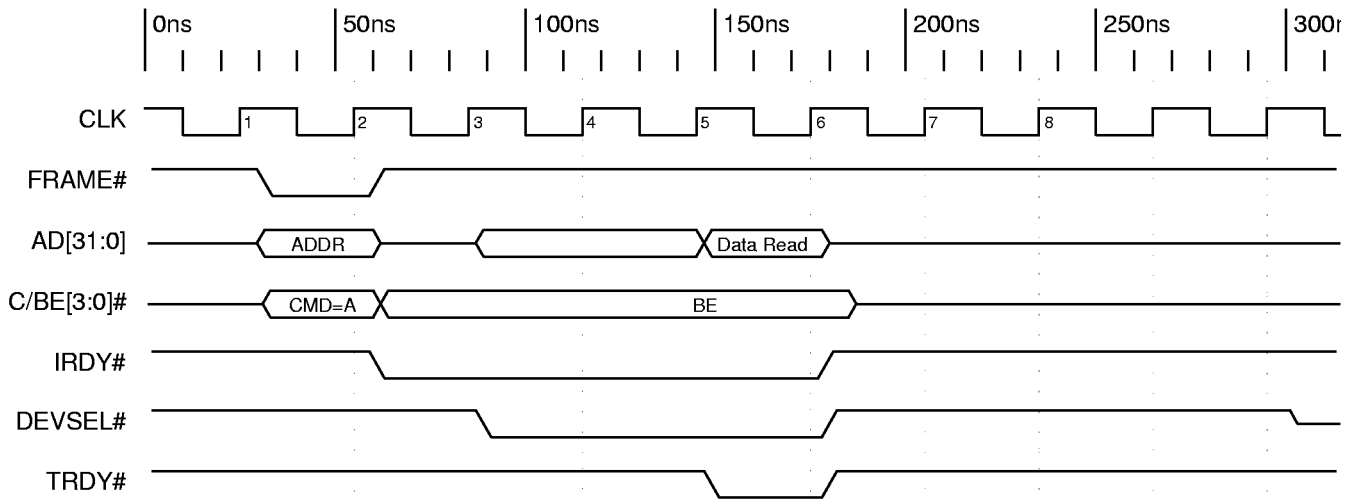 0ns 50ns 100ns 150ns 200ns 250ns 300n
CLK 1 2 3 4 5 6 7 8
FRAME#
AD[31:0] ADDR Data Read
C/BE[3:0]# CMD=A BE
IRDY#
DEVSEL#
TRDY#